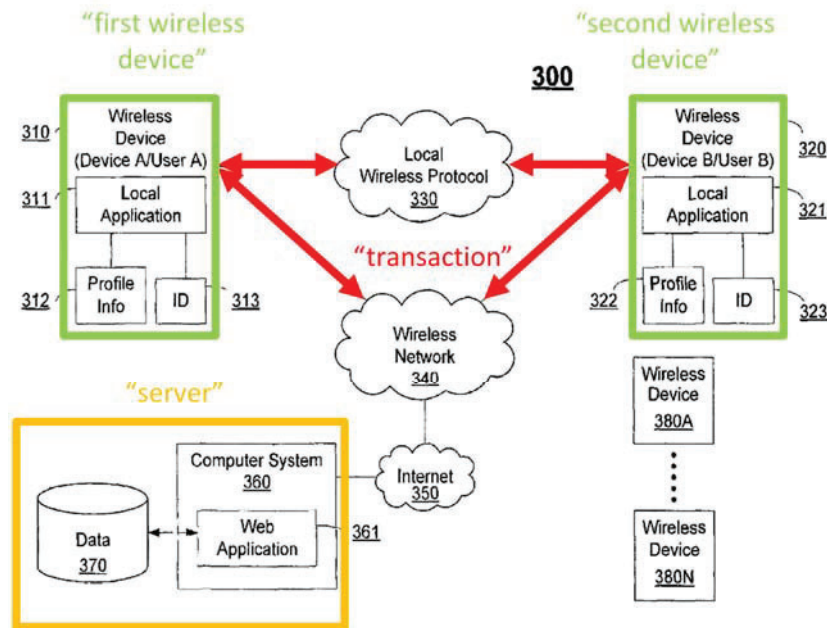 “first wireless
device”
“second wireless
device”
300
310
Wireless
Device
(Device A/User A)
311
Local
Application
312
Profile
Info
ID
313
Local
Wireless Protocol
330
Wireless
Device
(Device B/User B)
320
Local
Application
321
322
Profile
Info
ID
323
“transaction”
Wireless
Network
340
“server”
Computer System
360
Internet
350
Data
370
Web
Application
361
Wireless
Device
380A
Wireless
Device
380N